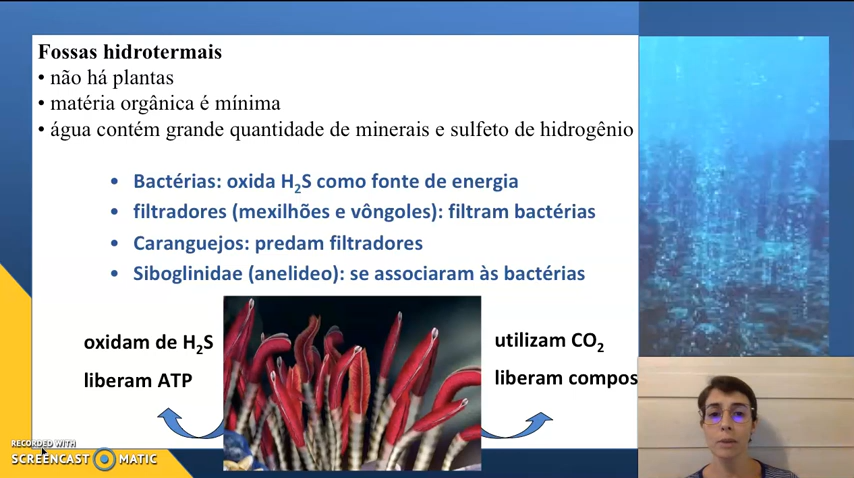 Fossas hidrotermais
• não há plantas
• matéria orgânica é mínima
• água contém grande quantidade de minerais e sulfeto de hidrogênio
• Bactérias: oxida H₂S como fonte de energia
• filtradores (mexilhões e vôngoles): filtram bactérias
• Caranguejos: predam filtradores
• Siboglinidae (anelideo): se associaram às bactérias
oxidam de H₂S
liberam ATP
utilizam CO₂
liberam compos
RECORDED WITH
SCREENCAST MATIC